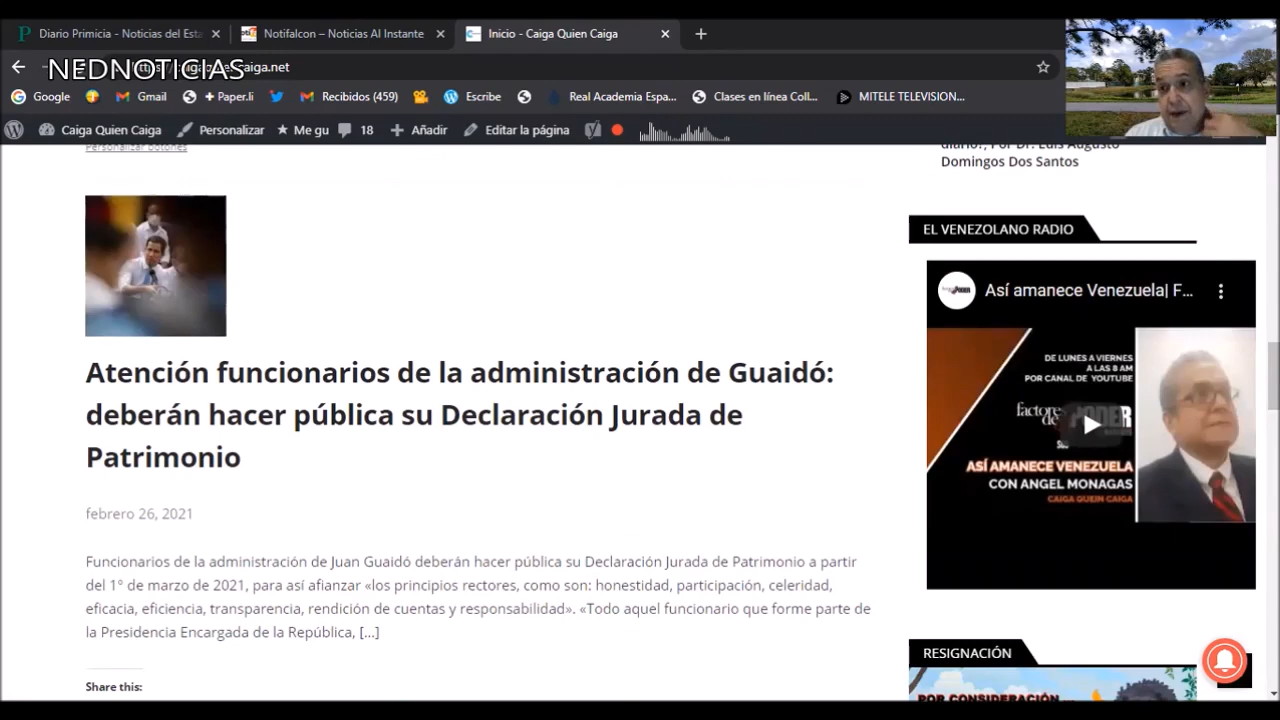 Diario Primicia - Noticias del Esta
Notifalcon – Noticias Al Instante
Inicio - Caiga Quien Caiga
NEDNOTICAS
caiga.net
Google
Gmail
+ Paper.li
Recibidos (459)
Escribe
Real Academia Espa...
Clases en línea Coll...
MITELE TELEVISION...
Caiga Quien Caiga
Personalizar
Me gu
18
Añadir
Editar la página
Personalizar botones
diario?, Por Dr. Luis Augusto
Domingos Dos Santos
Atención funcionarios de la administración de Guaidó:
deberán hacer pública su Declaración Jurada de
Patrimonio
febrero 26, 2021
Funcionarios de la administración de Juan Guaidó deberán hacer pública su Declaración Jurada de Patrimonio a partir
del 1° de marzo de 2021, para así afianzar «los principios rectores, como son: honestidad, participación, celeridad,
eficacia, eficiencia, transparencia, rendición de cuentas y responsabilidad». «Todo aquel funcionario que forme parte de
la Presidencia Encargada de la República, [...]
Share this:
EL VENEZOLANO RADIO
Así amanece Venezuela| F...
DE LUNES A VIERNES
A LAS 8 AM
POR CANAL DE YOUTUBE
factores
de PODER
ASÍ AMANECE VENEZUELA
CON ANGEL MONAGAS
CAIGA QUEIN CAIGA
RESIGNACIÓN
POR CONSIDERACIÓN...